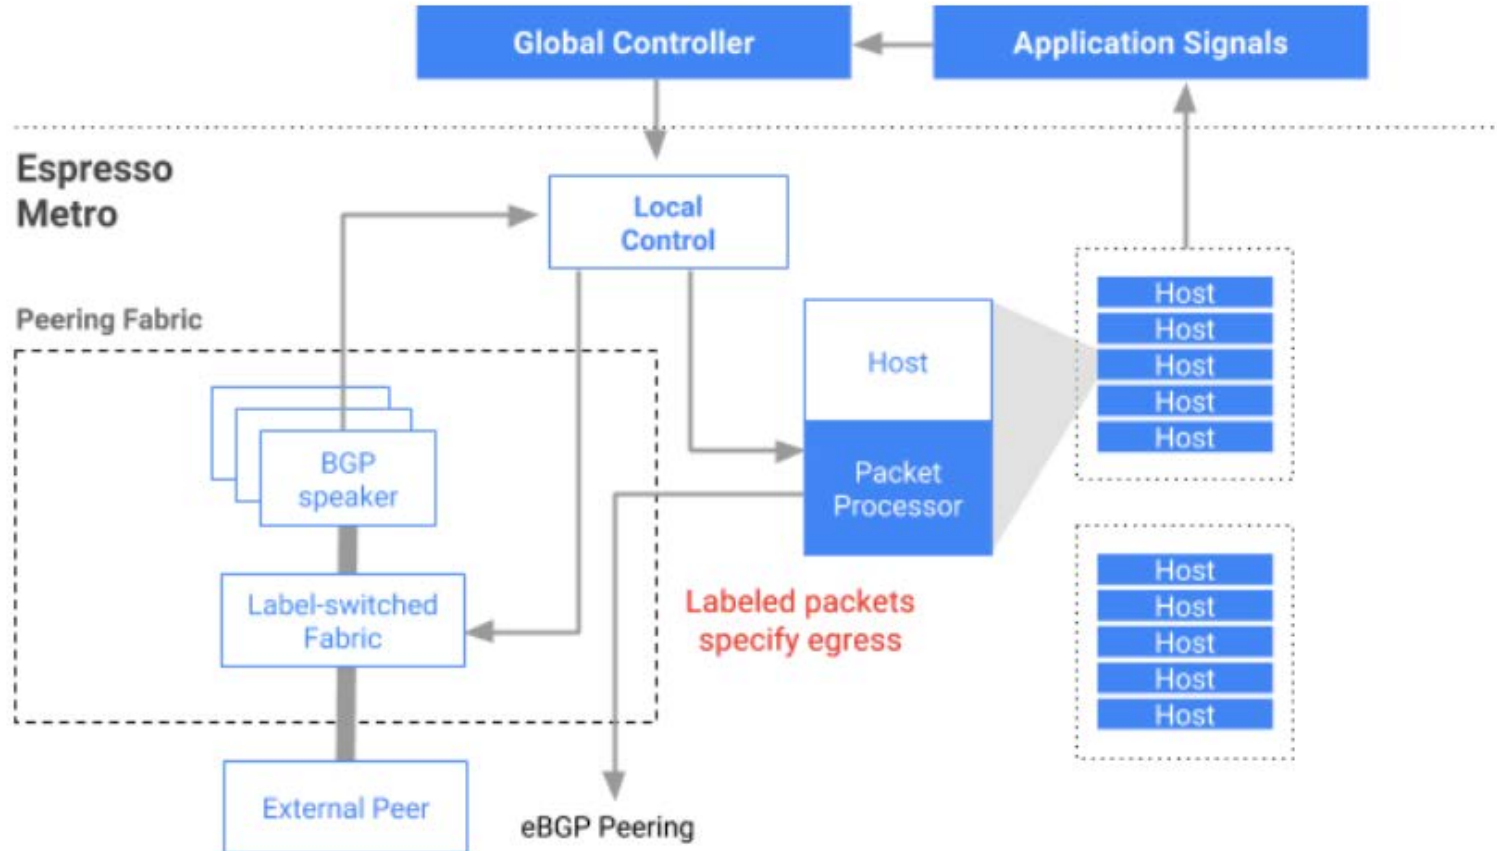 Global Controller
Application Signals
Espresso
Metro
Local
Control
Peering Fabric
Host
Packet
Processor
BGP
speaker
Label-switched
Fabric
Labeled packets
specify egress
External Peer
eBGP Peering
Host
Host
Host
Host
Host
Host
Host
Host
Host
Host